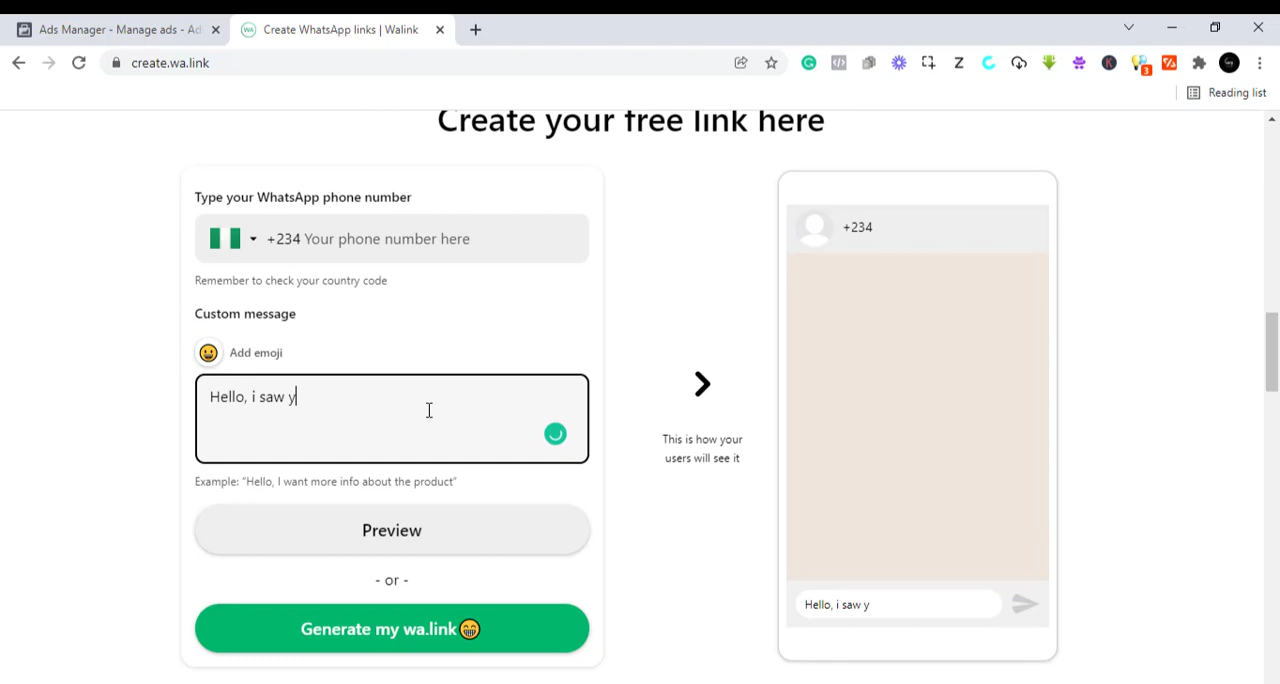 Ads Manager - Manage ads - Ad
Create WhatsApp links | Walink
create.wa.link
3
Reading list
Create your free link here
Type your WhatsApp phone number
+234 Your phone number here
Remember to check your country code
Custom message
Add emoji
Hello, i saw y
Example: "Hello, I want more info about the product"
Preview
- or -
Generate my wa.link
This is how your
users will see it
+234
Hello, i saw y